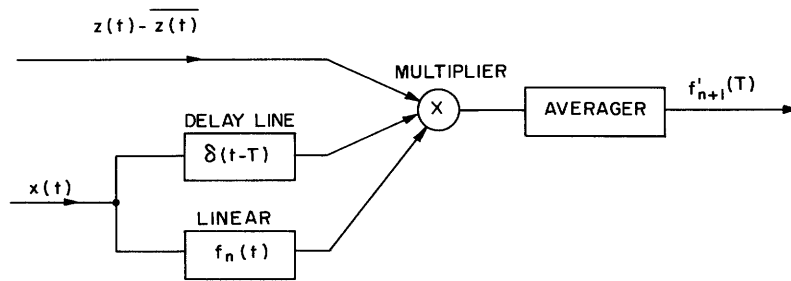 z(t) - z(t)‾
MULTIPLIER
f'n+1(T)
X
AVERAGER
DELAY LINE
δ(t-T)
x(t)
LINEAR
fn(t)